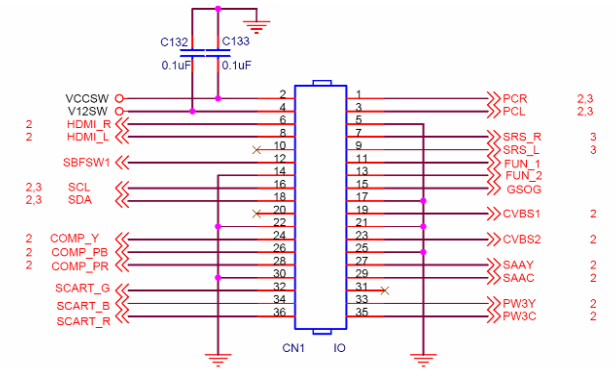 C132 C133
0.1uF 0.1uF
VCCSW 2 1 PCR 2,3
V12SW 4 3 PCL 2,3
2 HDMI_R 6 5
2 HDMI_L 8 7 SRS_R 3
10 9 SRS_L 3
SBFSW1 12 11 FUN_1
14 13 FUN_2
2,3 SCL 16 15 GSOG
2,3 SDA 18 17
20 19 CVBS1 2
22 21
2 COMP_Y 24 23 CVBS2 2
2 COMP_PB 26 25
2 COMP_PR 28 27 SAAY 2
30 29 SAAC 2
SCART_G 32 31
SCART_B 34 33 PW3Y 2
SCART_R 36 35 PW3C 2
CN1 IO